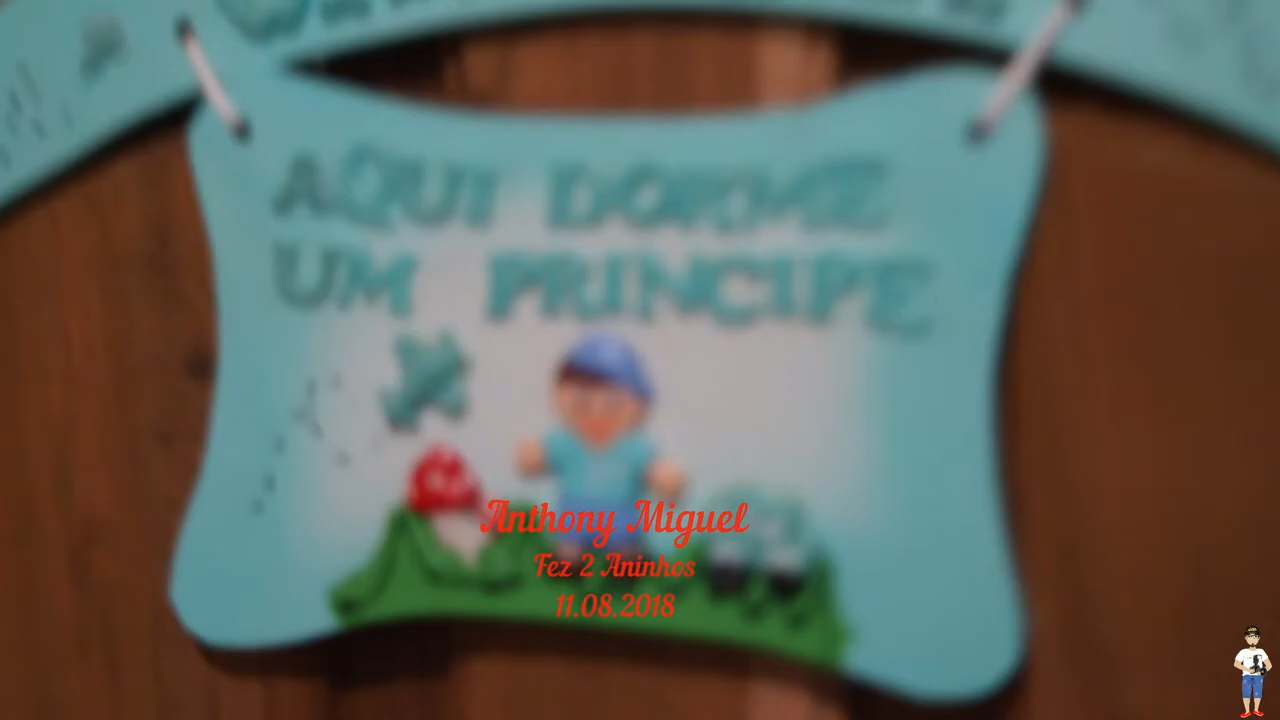 AQUI DORME
UM PRINCIPE
Anthony Miguel
Fez 2 Aninhos
11.08.2018